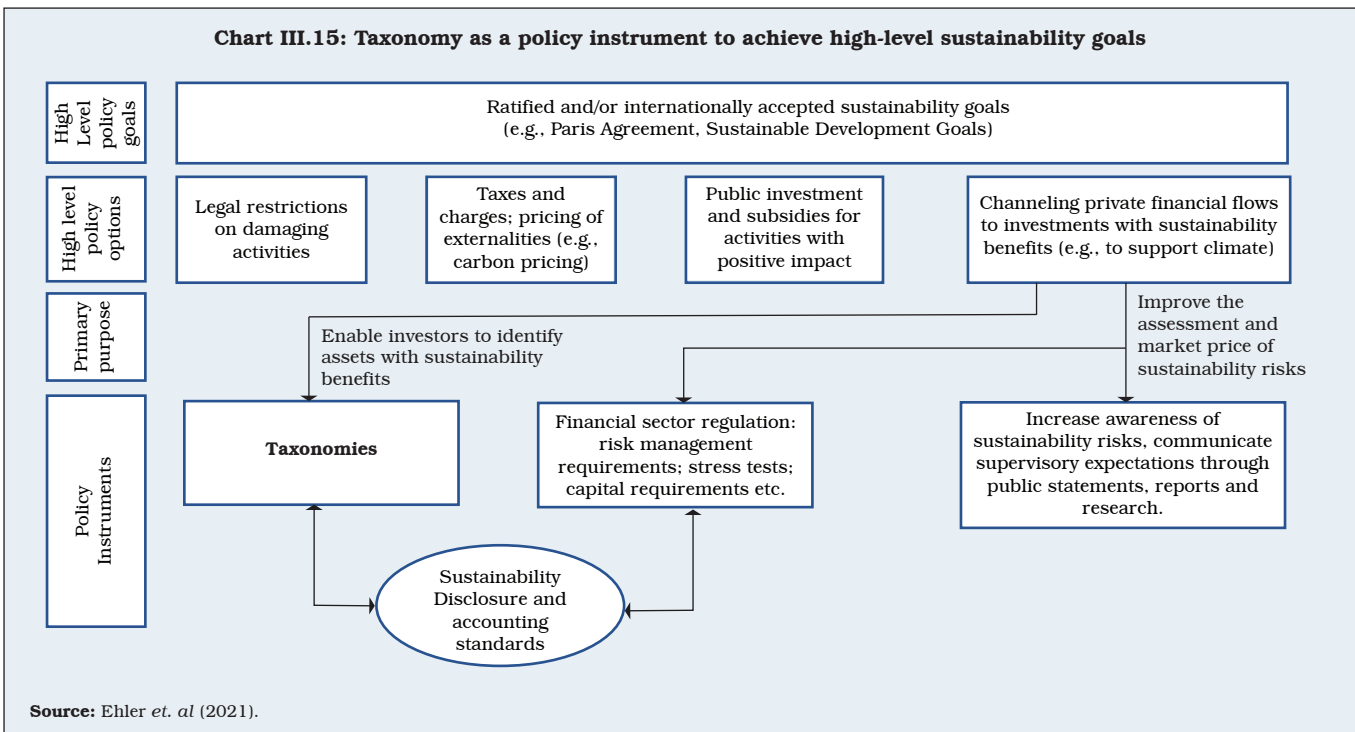 Chart III.15: Taxonomy as a policy instrument to achieve high-level sustainability goals
High
Level
policy
goals
Ratified and/or internationally accepted sustainability goals
(e.g., Paris Agreement, Sustainable Development Goals)
High level
policy
options
Legal restrictions
on damaging
activities
Taxes and
charges; pricing of
externalities (e.g.,
carbon pricing)
Public investment
and subsidies for
activities with
positive impact
Channeling private financial flows
to investments with sustainability
benefits (e.g., to support climate)
Primary
purpose
Enable investors to identify
assets with sustainability
benefits
Improve the
assessment and
market price of
sustainability risks
Policy
Instruments
Taxonomies
Financial sector regulation:
risk management
requirements; stress tests;
capital requirements etc.
Increase awareness of
sustainability risks, communicate
supervisory expectations through
public statements, reports and
research.
Sustainability
Disclosure and
accounting
standards
Source: Ehler et. al (2021).